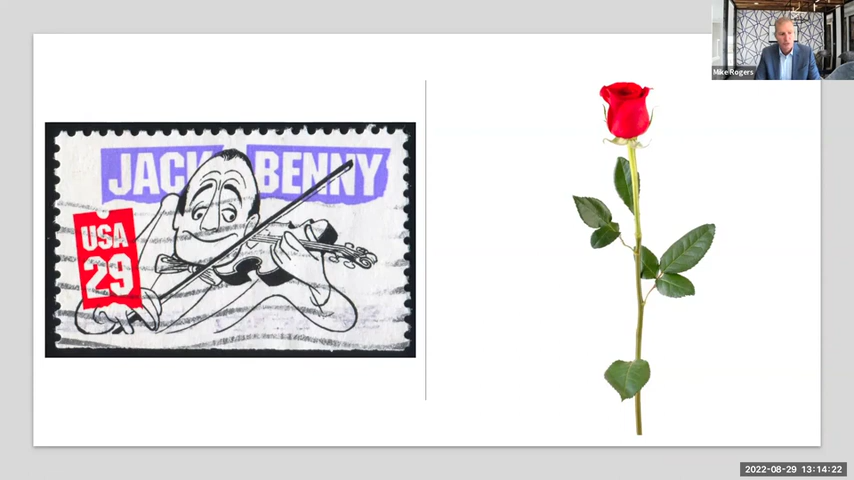 Mike Rogers
JACK BENNY
USA
29
2022-08-29 13:14:22